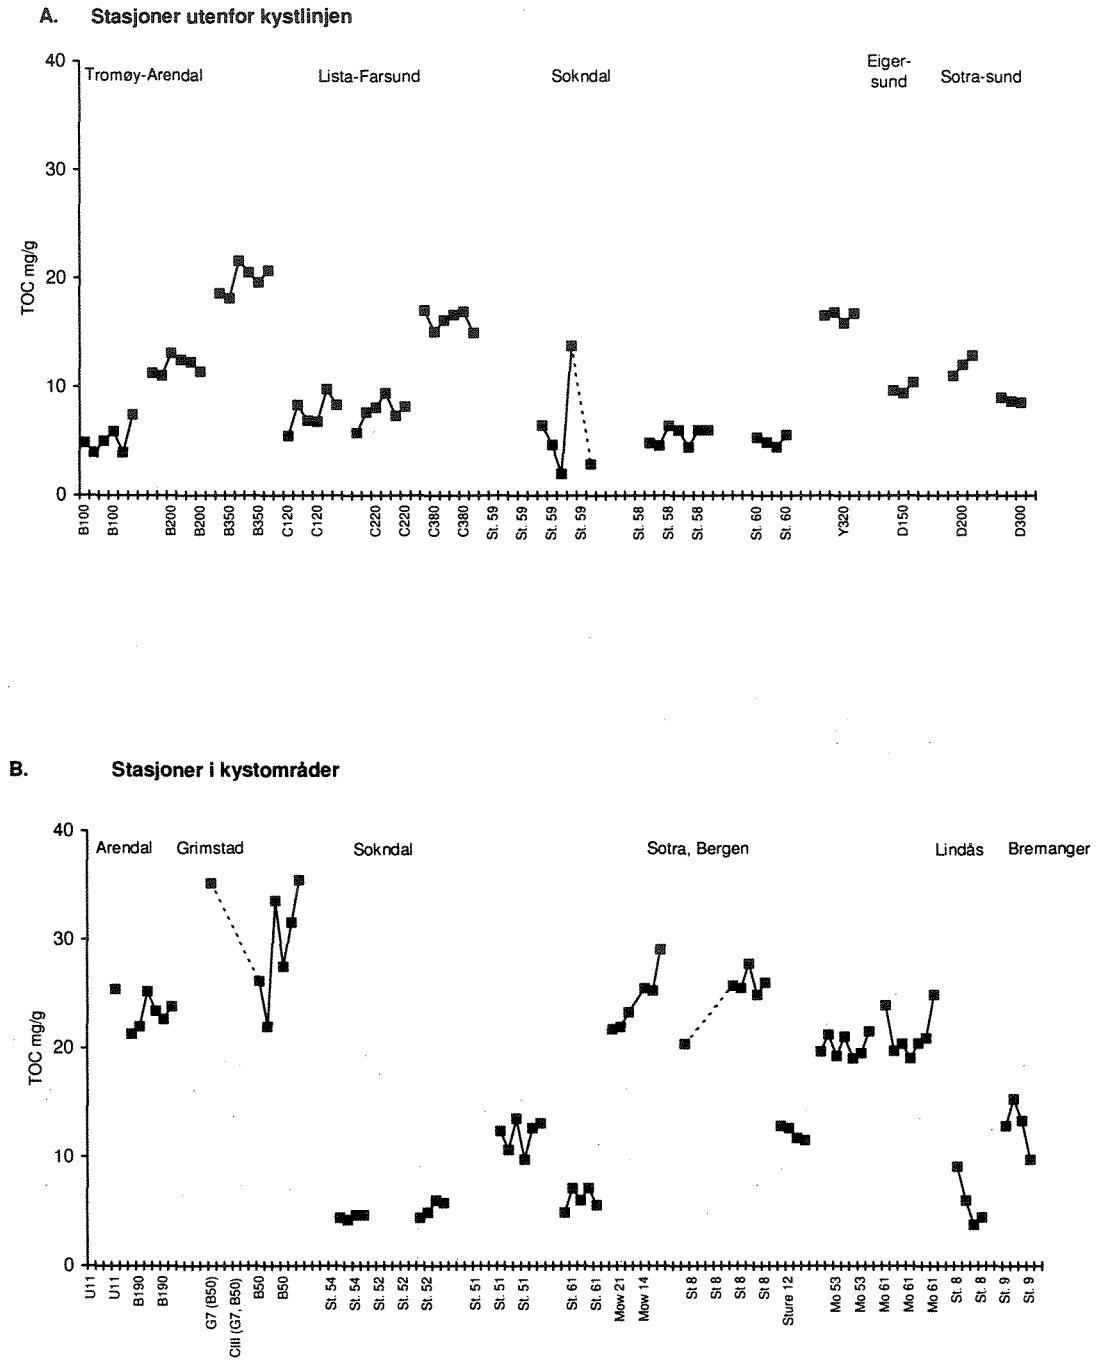 A. Stasjoner utenfor kystlinjen
40
30
20
10
0
TOC mg/g
Tromøy-Arendal
Lista-Farsund
Sokndal
Eiger-
sund
Sotra-sund
B100
B100
B200
B200
B350
B350
C120
C120
C220
C220
C380
C380
St. 59
St. 59
St. 59
St. 59
St. 58
St. 58
St. 58
St. 60
St. 60
Y320
D150
D200
D300
B. Stasjoner i kystområder
40
30
20
10
0
TOC mg/g
Arendal
Grimstad
Sokndal
Sotra, Bergen
Lindås
Bremanger
U11
U11
B190
B190
G7 (B50)
CIII (G7, B50)
B50
B50
St. 54
St. 54
St. 52
St. 52
St. 52
St. 51
St. 51
St. 51
St. 61
St. 61
Mow 21
Mow 14
St 8
St 8
St 8
St 8
Sture 12
Mo 53
Mo 53
Mo 61
Mo 61
Mo 61
St. 8
St. 8
St. 9
St. 9